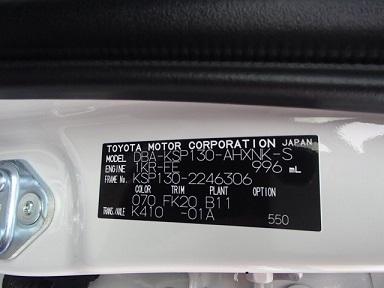 TOYOTA MOTOR CORPORATION JAPAN
MODEL DBA-KSP130-AHXNK-S
ENGINE 1KR-FE 996 mL
FRAME No. KSP130-2246306
COLOR TRIM PLANT OPTION
070 FK20 B11
TRANS./AXLE K410 -01A 550